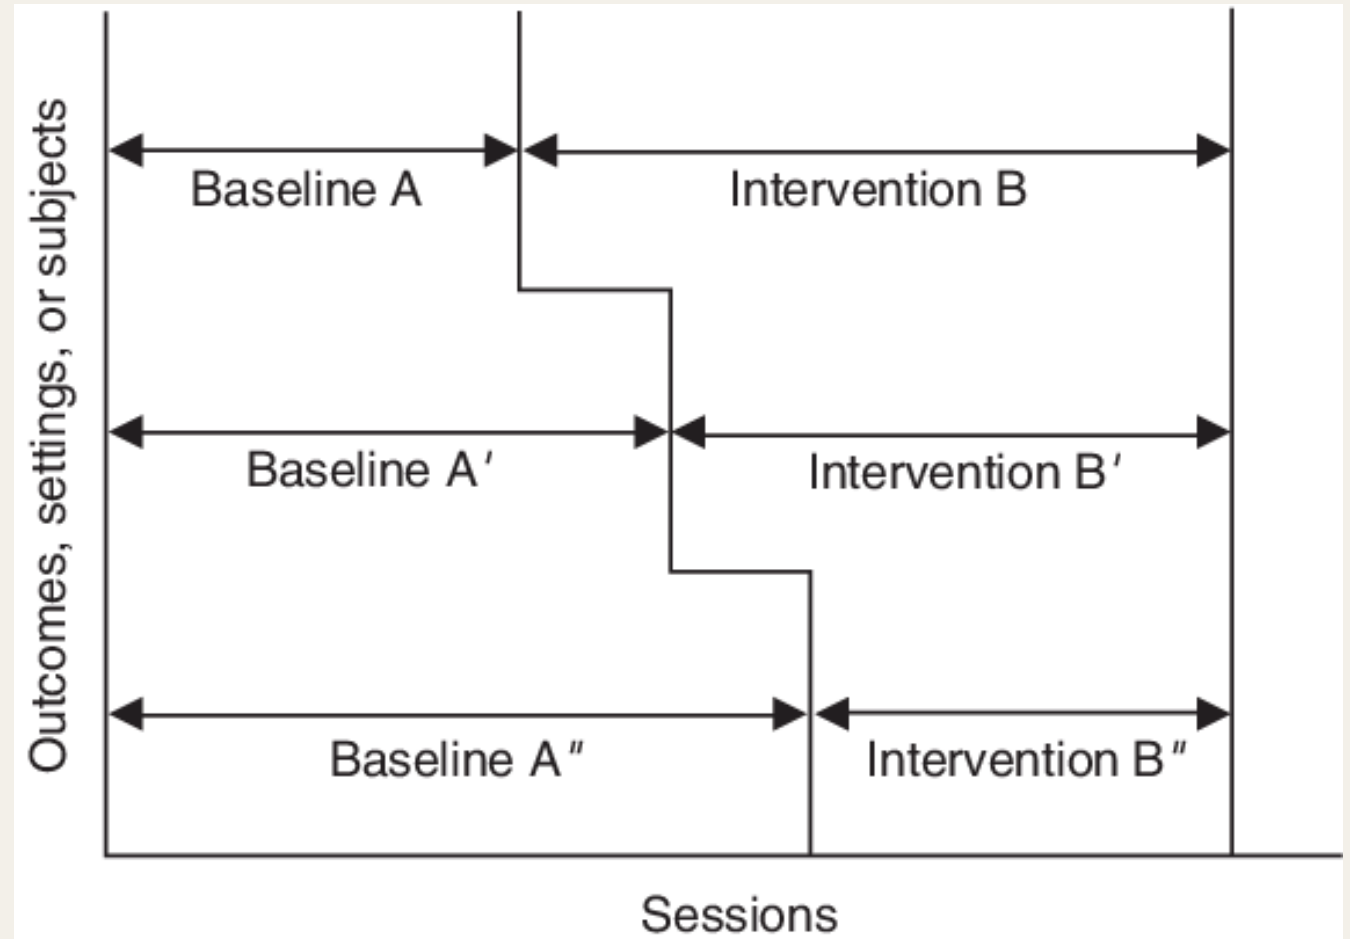 Outcomes, settings, or subjects
Baseline A
Intervention B
Baseline A′
Intervention B′
Baseline A″
Intervention B″
Sessions